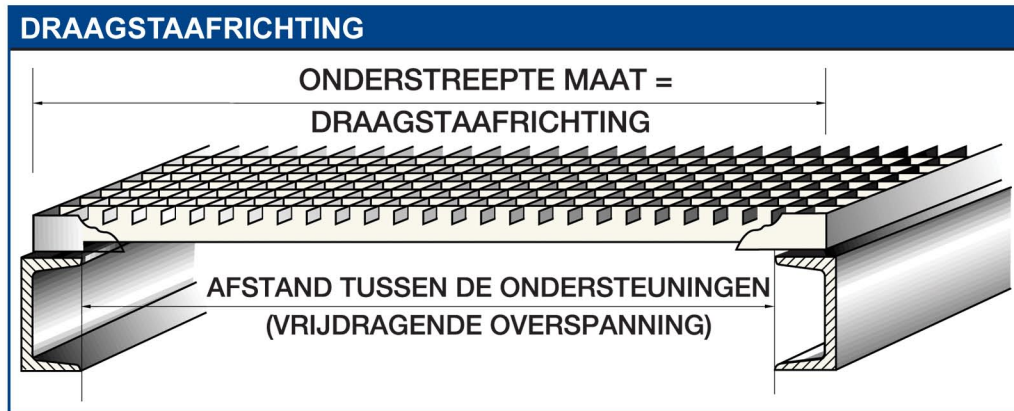 DRAAGSTAAFRICHTING
ONDERSTREEPTE MAAT =
DRAAGSTAAFRICHTING
AFSTAND TUSSEN DE ONDERSTEUNINGEN
(VRIJDRAGENDE OVERSPANNING)